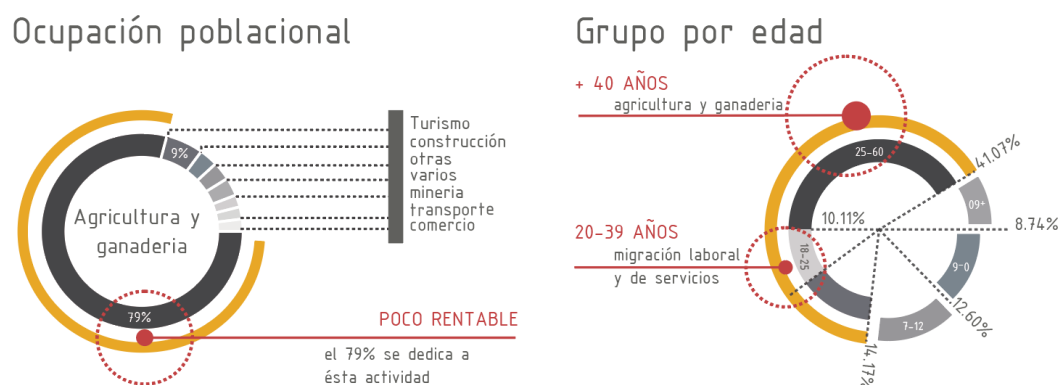 Ocupación poblacional
9%
Agricultura y
ganaderia
79%
Turismo
construcción
otras
varios
mineria
transporte
comercio
POCO RENTABLE
el 79% se dedica a
ésta actividad
Grupo por edad
+ 40 AÑOS
agricultura y ganaderia
20-39 AÑOS
migración laboral
y de servicios
25-60
41.07%
60+
8.74%
0-6
12.60%
7-12
14.17%
18-25
10.11%